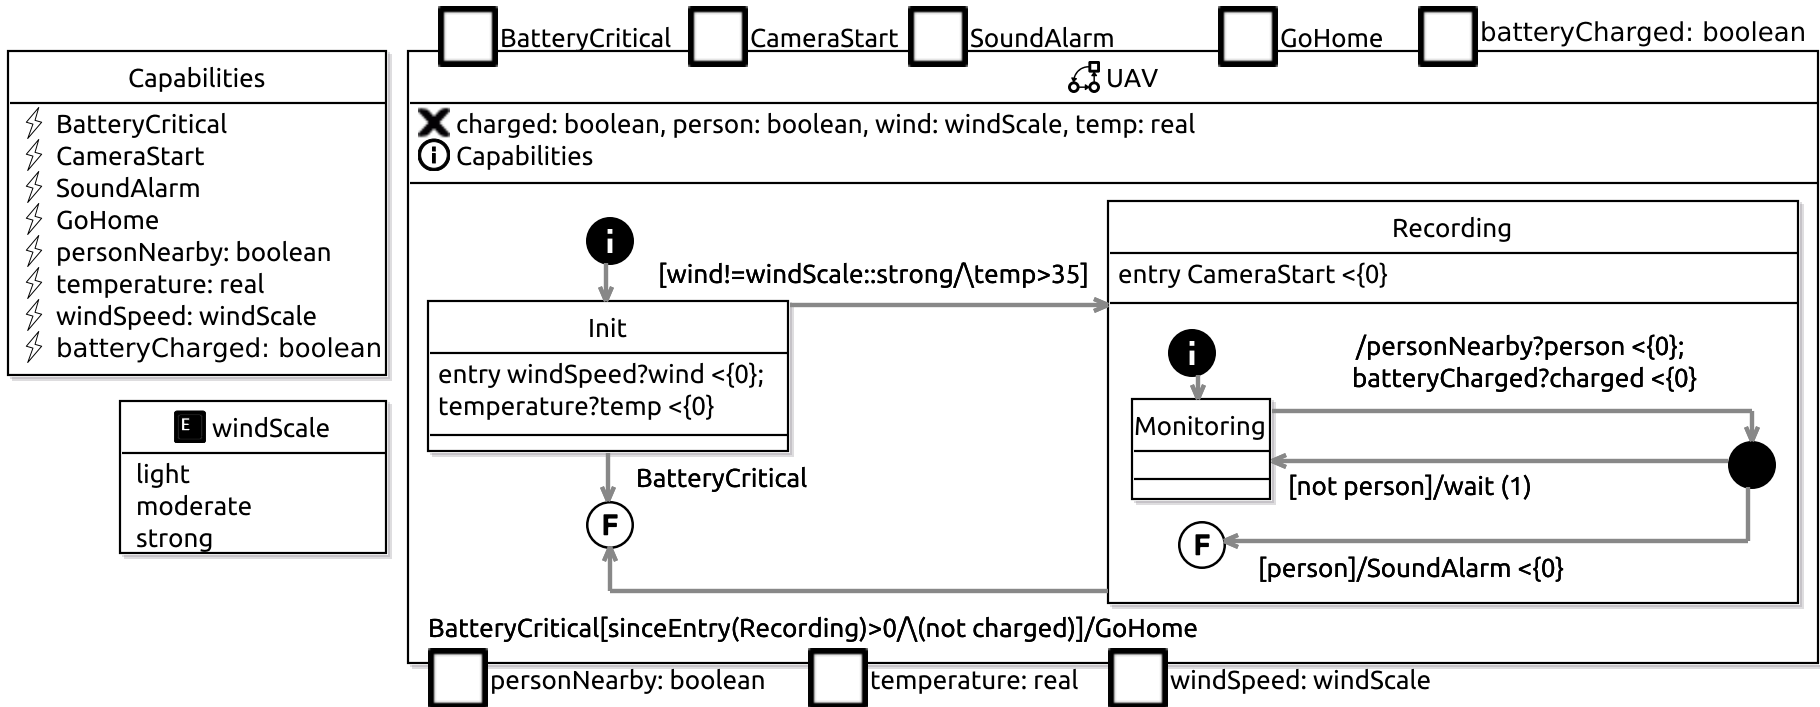 BatteryCritical
CameraStart
SoundAlarm
GoHome
batteryCharged: boolean
Capabilities
BatteryCritical
CameraStart
SoundAlarm
GoHome
personNearby: boolean
temperature: real
windSpeed: windScale
batteryCharged: boolean
E windScale
light
moderate
strong
UAV
charged: boolean, person: boolean, wind: windScale, temp: real
i Capabilities
i
[wind!=windScale::strong/\temp>35]
Init
entry windSpeed?wind <{0};
temperature?temp <{0}
BatteryCritical
F
Recording
entry CameraStart <{0}
i
/personNearby?person <{0};
batteryCharged?charged <{0}
Monitoring
[not person]/wait (1)
F
[person]/SoundAlarm <{0}
BatteryCritical[sinceEntry(Recording)>0/\(not charged)]/GoHome
personNearby: boolean
temperature: real
windSpeed: windScale